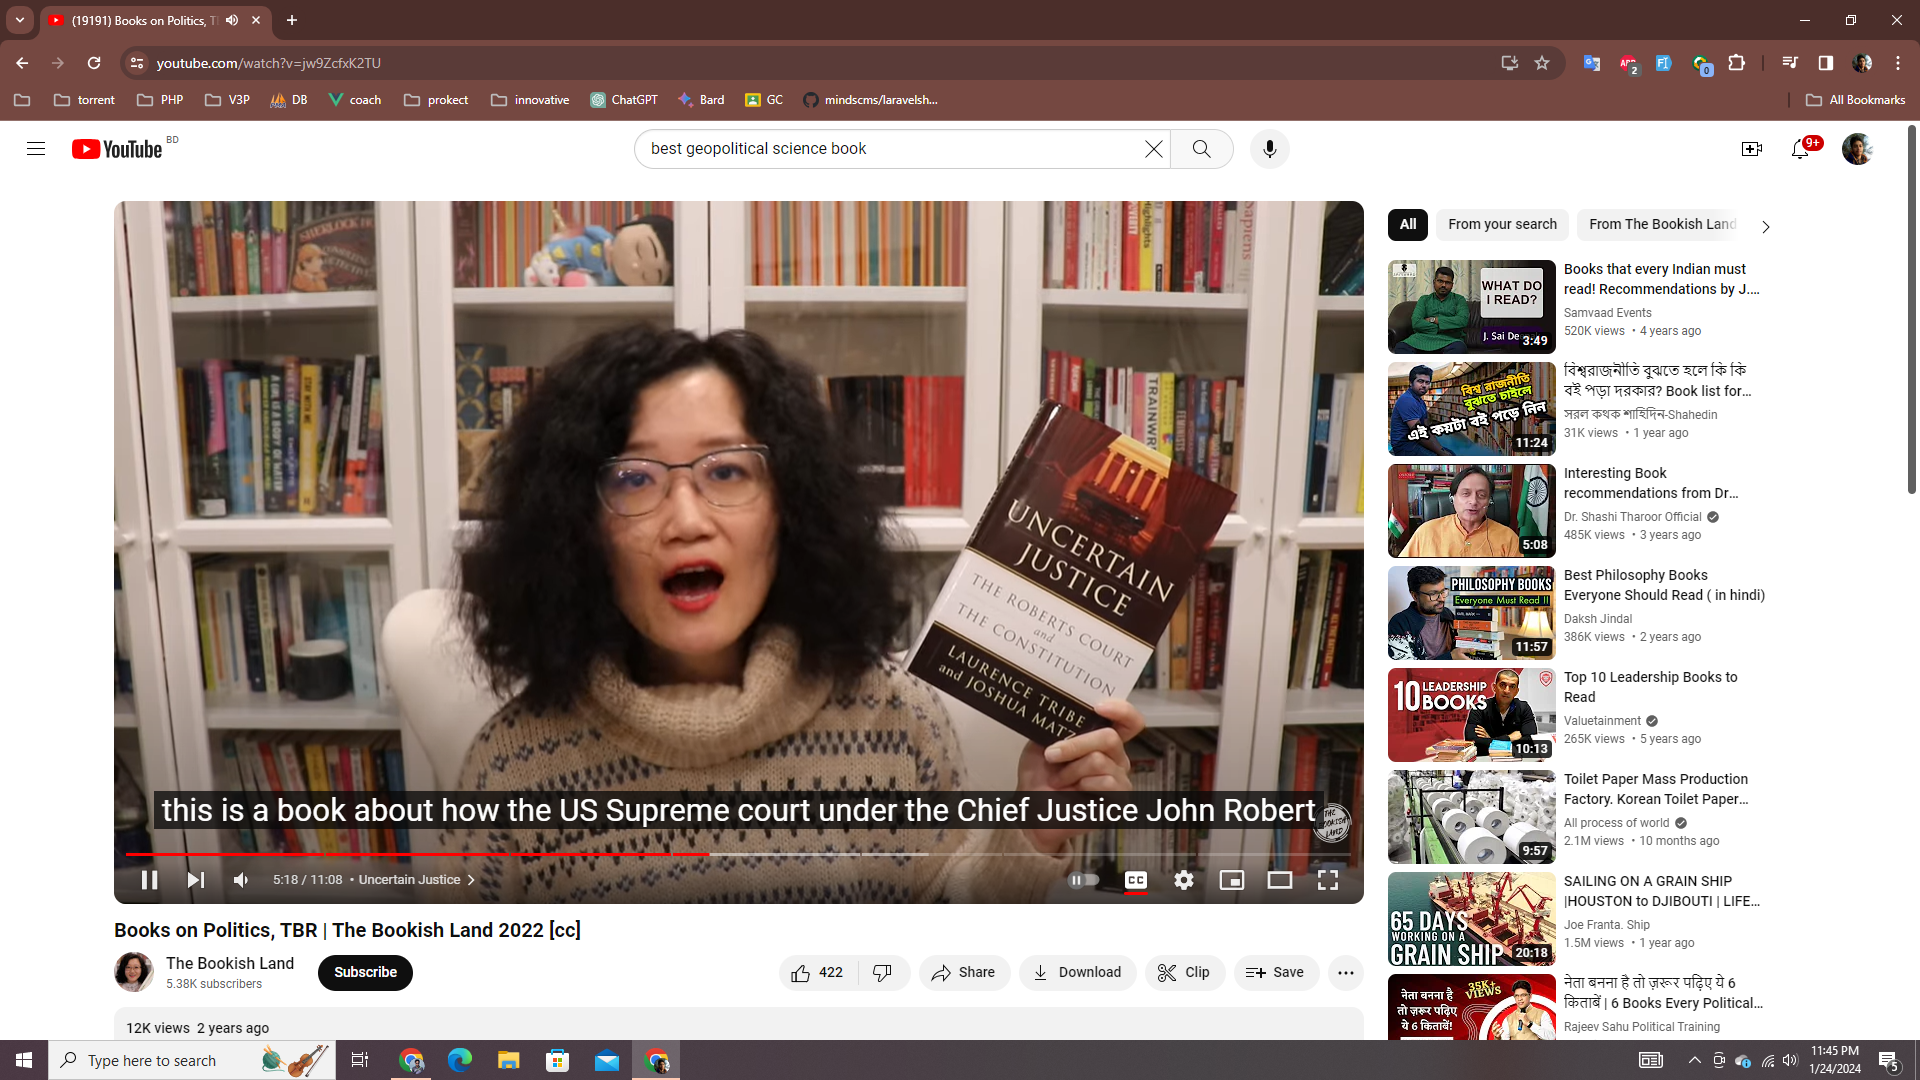 (19191) Books on Politics, T
youtube.com/watch?v=jw9ZcfxK2TU
2
0
torrent
PHP
V3P
DB
coach
prokect
innovative
ChatGPT
Bard
GC
mindscms/laravelsh...
All Bookmarks
YouTube BD
best geopolitical science book
9+
UNCERTAIN
JUSTICE
THE ROBERTS COURT
and
THE CONSTITUTION
LAURENCE TRIBE
and JOSHUA MATZ
this is a book about how the US Supreme court under the Chief Justice John Robert
THE
BOOKISH
LAND
5:18 / 11:08 • Uncertain Justice
CC
Books on Politics, TBR | The Bookish Land 2022 [cc]
The Bookish Land
5.38K subscribers
Subscribe
422
Share
Download
Clip
Save
12K views 2 years ago
All
From your search
From The Bookish Land
WHAT DO
I READ?
J. Sai De
3:49
Books that every Indian must
read! Recommendations by J....
Samvaad Events
520K views • 4 years ago
বিশ্ব রাজনীতি
বুঝতে চাইলে
এই কয়টা বই পড়ে নিন
11:24
বিশ্বরাজনীতি বুঝতে হলে কি কি
বই পড়া দরকার? Book list for...
সরল কথক শাহিদিন-Shahedin
31K views • 1 year ago
5:08
Interesting Book
recommendations from Dr...
Dr. Shashi Tharoor Official
485K views • 3 years ago
PHILOSOPHY BOOKS
Everyone Must Read !!
11:57
Best Philosophy Books
Everyone Should Read ( in hindi)
Daksh Jindal
386K views • 2 years ago
10 LEADERSHIP
BOOKS
10:13
Top 10 Leadership Books to
Read
Valuetainment
265K views • 5 years ago
9:57
Toilet Paper Mass Production
Factory. Korean Toilet Paper...
All process of world
2.1M views • 10 months ago
65 DAYS
WORKING ON A
GRAIN SHIP
20:18
SAILING ON A GRAIN SHIP
|HOUSTON to DJIBOUTI | LIFE...
Joe Franta. Ship
1.5M views • 1 year ago
नेता बनना है
तो ज़रूर पढ़िए
ये 6 किताबें!
35K+
VIEWS
नेता बनना है तो ज़रूर पढ़िए ये 6
किताबें | 6 Books Every Political...
Rajeev Sahu Political Training
Type here to search
11:45 PM
1/24/2024
5